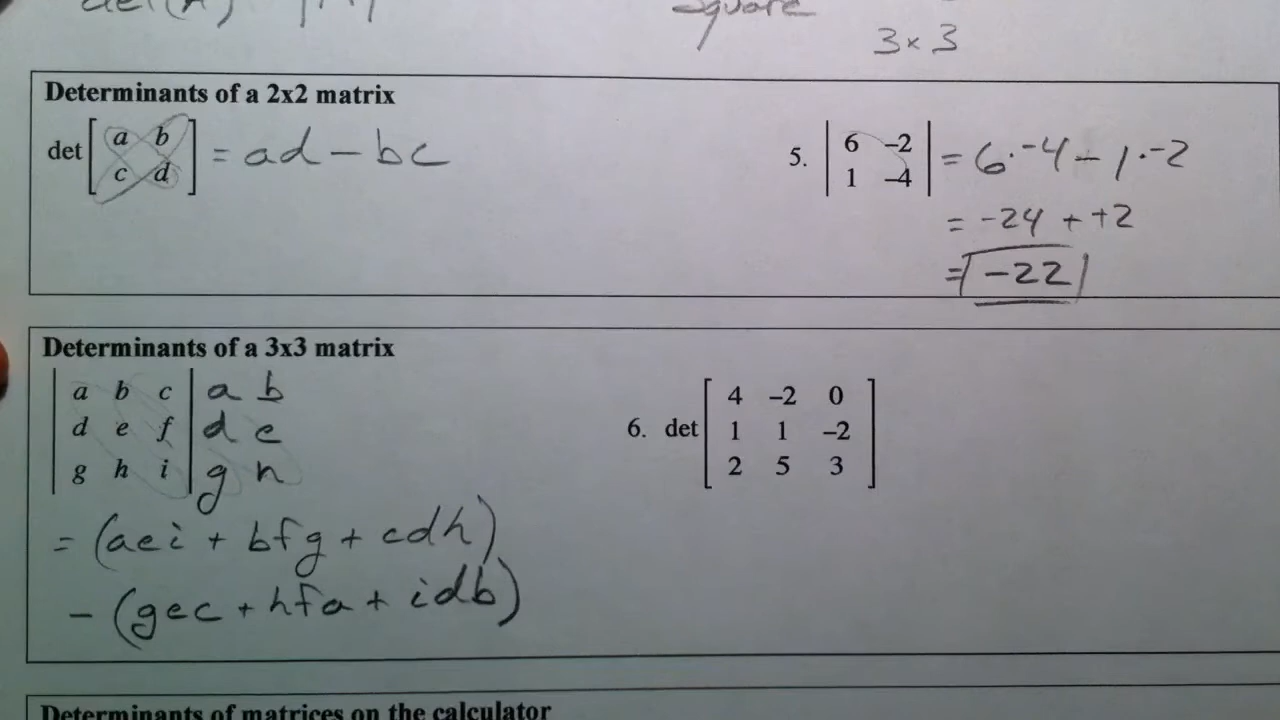 det(A) |A| square
3 × 3
Determinants of a 2x2 matrix
det [ a b = ad - bc
c d ]
5. | 6 -2 | = 6·-4 - 1·-2
1 -4
= -24 + +2
= -22
Determinants of a 3x3 matrix
a b c | a b
d e f | d e
g h i | g h
= (aei + bfg + cdh)
- (gec + hfa + idb)
6. det [ 4 -2 0
1 1 -2
2 5 3 ]
Determinants of matrices on the calculator